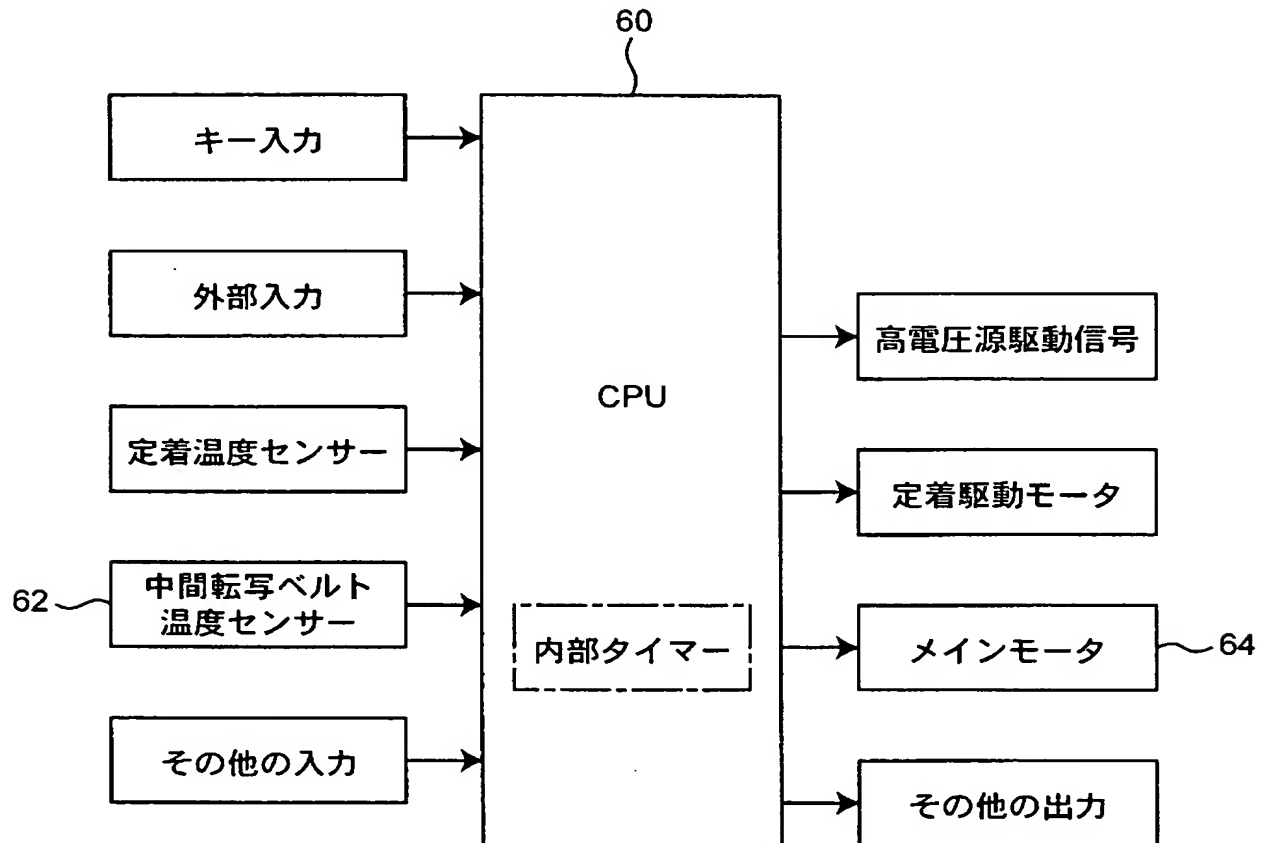 60
キー入力
外部入力
定着温度センサー
62
中間転写ベルト
温度センサー
その他の入力
CPU
内部タイマー
高電圧源駆動信号
定着駆動モータ
メインモータ
64
その他の出力